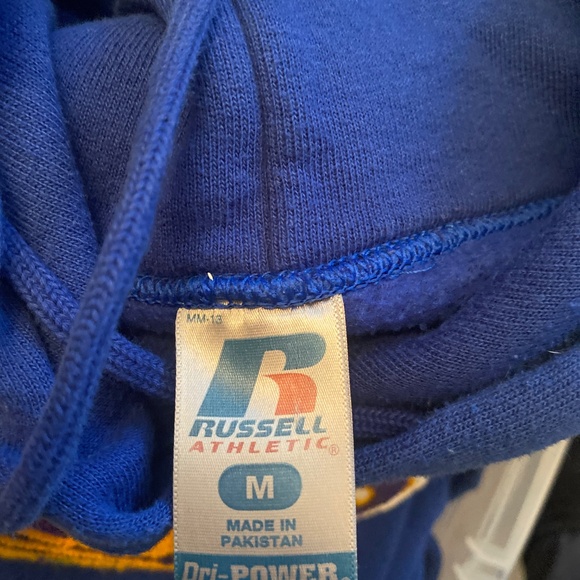 MM-13
RUSSELL
ATHLETIC®
M
MADE IN
PAKISTAN
Dri-POWER®